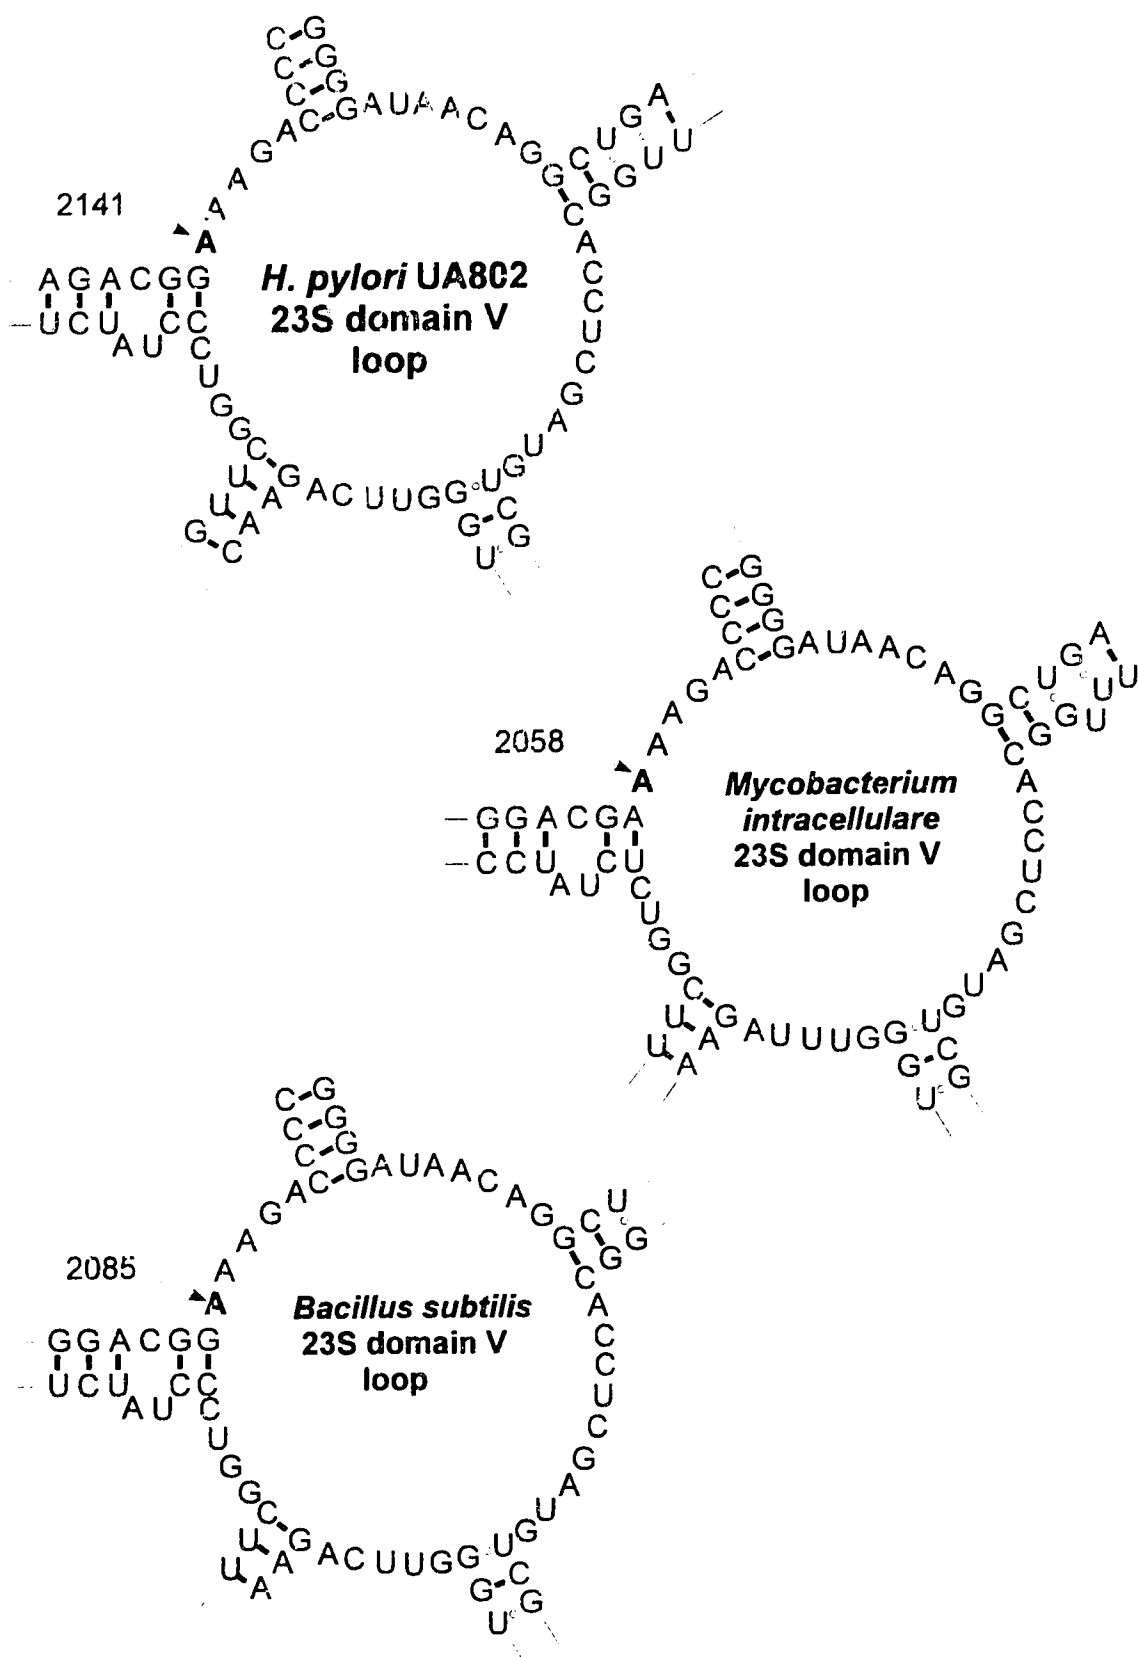 C G
C G
C G
A A G A C G A U A A C A G G C U G A
U U G G
2141
A
A G A C G G
U C U A U C C
H. pylori UA802
23S domain V
loop
C A C C U C G A U G U C G
C U G G C U U G
G A C U U G G G U
A A C
C G
C G
C G
A A G A C G A U A A C A G G C U G A
U U U G G
2058
A
G G A C G A
C C U A U C U
Mycobacterium
intracellulare
23S domain V
loop
C A C C U C G A U G U C G
C U G G C U U
G A U U U G G G U
A A
C G
C G
C G
A A G A C G A U A A C A G G C U
G G
2085
A
G G A C G G
U C U A U C C
Bacillus subtilis
23S domain V
loop
C A C C U C G A U G U C G
C U G G C U U
G A C U U G G G U
A A